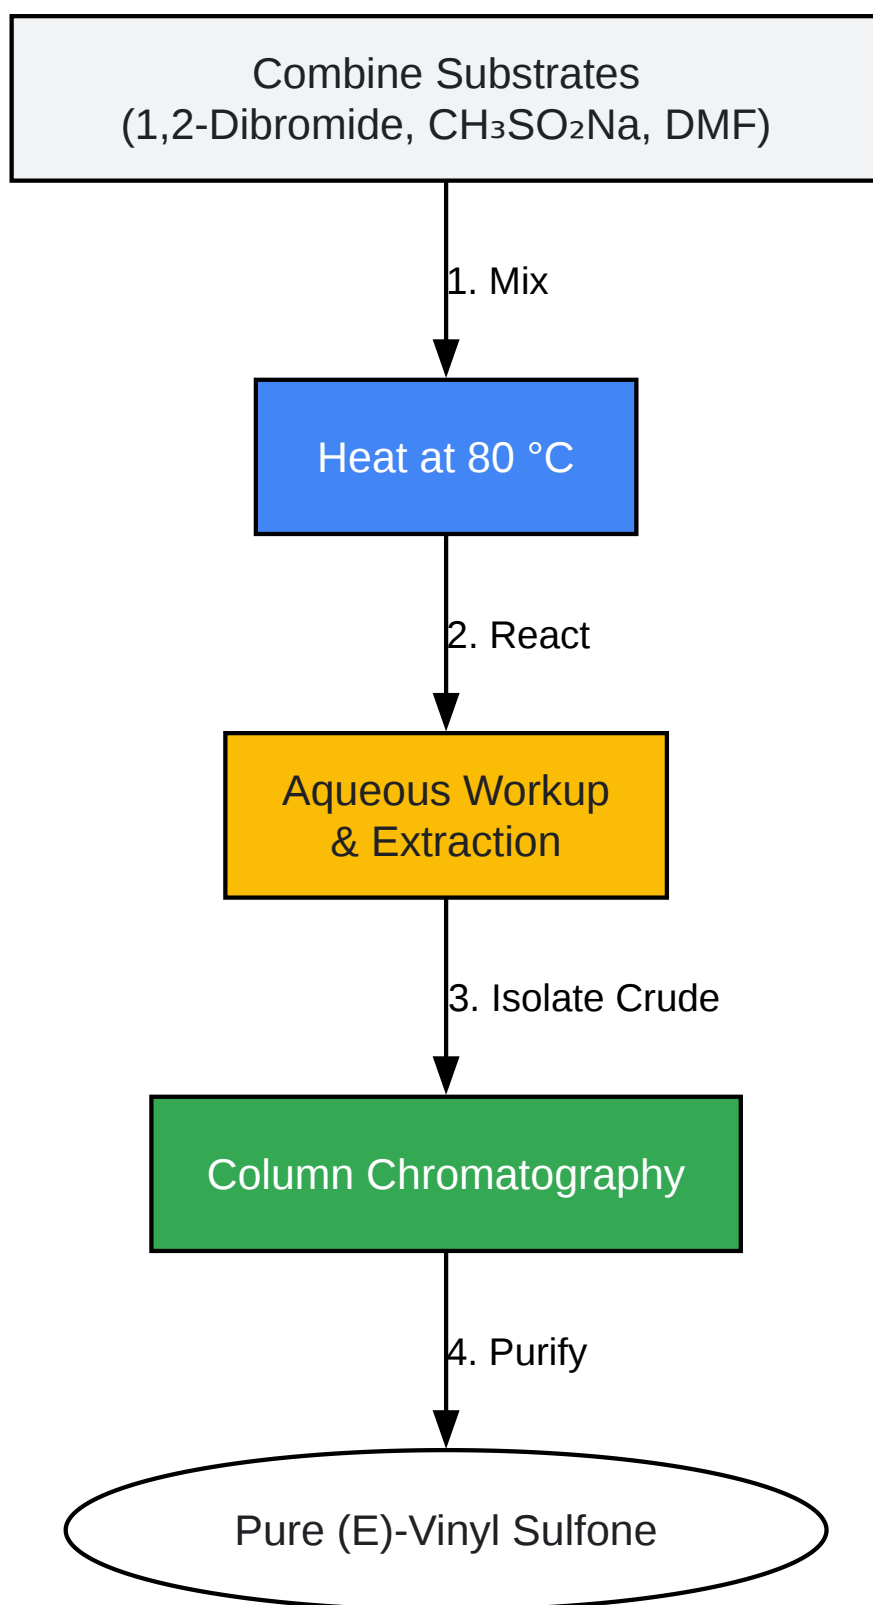 Combine Substrates
(1,2-Dibromide, CH₃SO₂Na, DMF)
1. Mix
Heat at 80 °C
2. React
Aqueous Workup
& Extraction
3. Isolate Crude
Column Chromatography
4. Purify
Pure (E)-Vinyl Sulfone